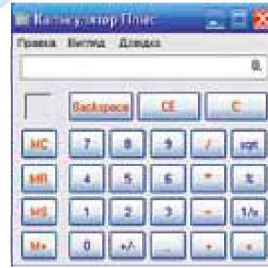 Калькулятор Плюс
Правка Вигляд Довідка
0.
Backspace CE C
MC 7 8 9 / sqrt
MR 4 5 6 * %
MS 1 2 3 - 1/x
M+ 0 +/- . + =